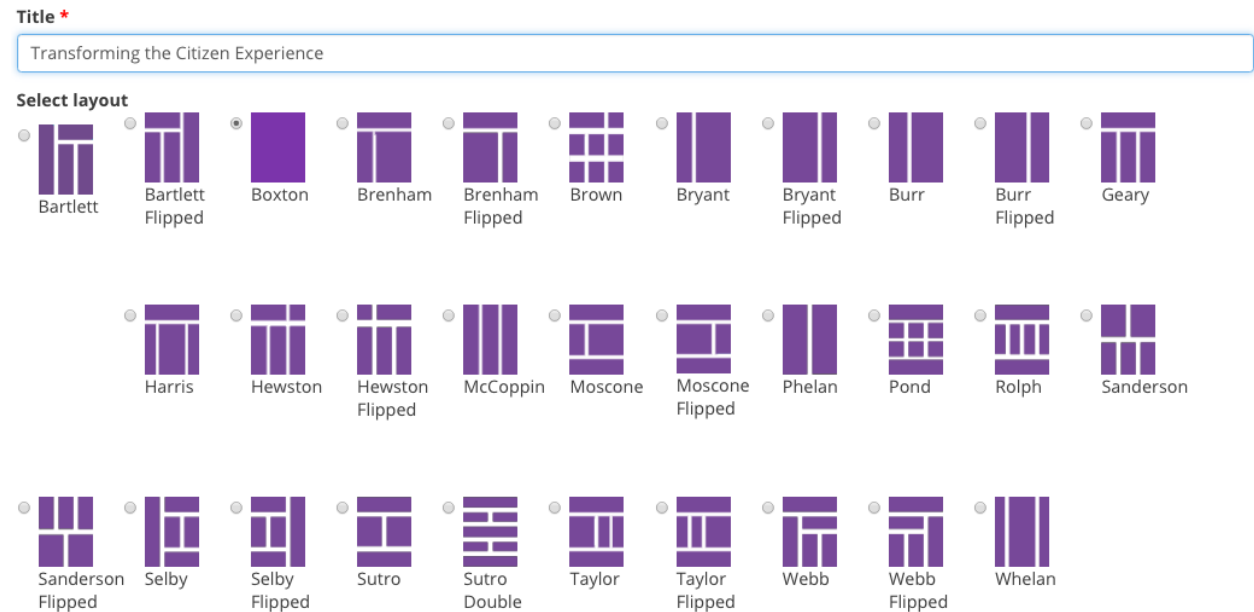 Title *
Transforming the Citizen Experience
Select layout
Bartlett
Bartlett
Flipped
Boxton
Brenham
Brenham
Flipped
Brown
Bryant
Bryant
Flipped
Burr
Burr
Flipped
Geary
Harris
Hewston
Hewston
Flipped
McCoppin
Moscone
Moscone
Flipped
Phelan
Pond
Rolph
Sanderson
Sanderson
Flipped
Selby
Selby
Flipped
Sutro
Sutro
Double
Taylor
Taylor
Flipped
Webb
Webb
Flipped
Whelan